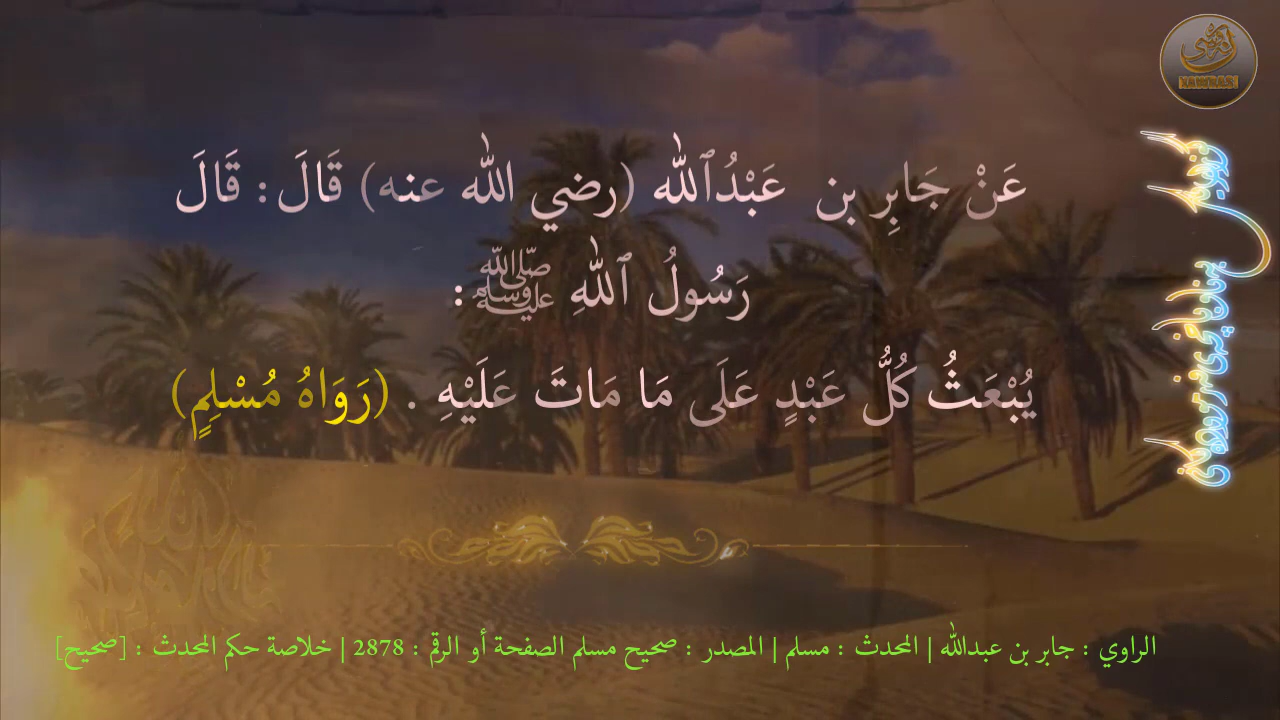 عَنْ جَابِرِ بن عَبْدُٱللّٰه (رضي اللّٰه عنه) قَالَ: قَالَ
رَسُولُ ٱللّٰهِ ﷺ :
يُبْعَثُ كُلُّ عَبْدٍ عَلَى مَا مَاتَ عَلَيْهِ . (رَوَاهُ مُسْلِمٍ)
الراوي : جابر بن عبدالله | المحدث : مسلم | المصدر : صحيح مسلم الصفحة أو الرقم : 2878 | خلاصة حكم المحدث : [صحيح]